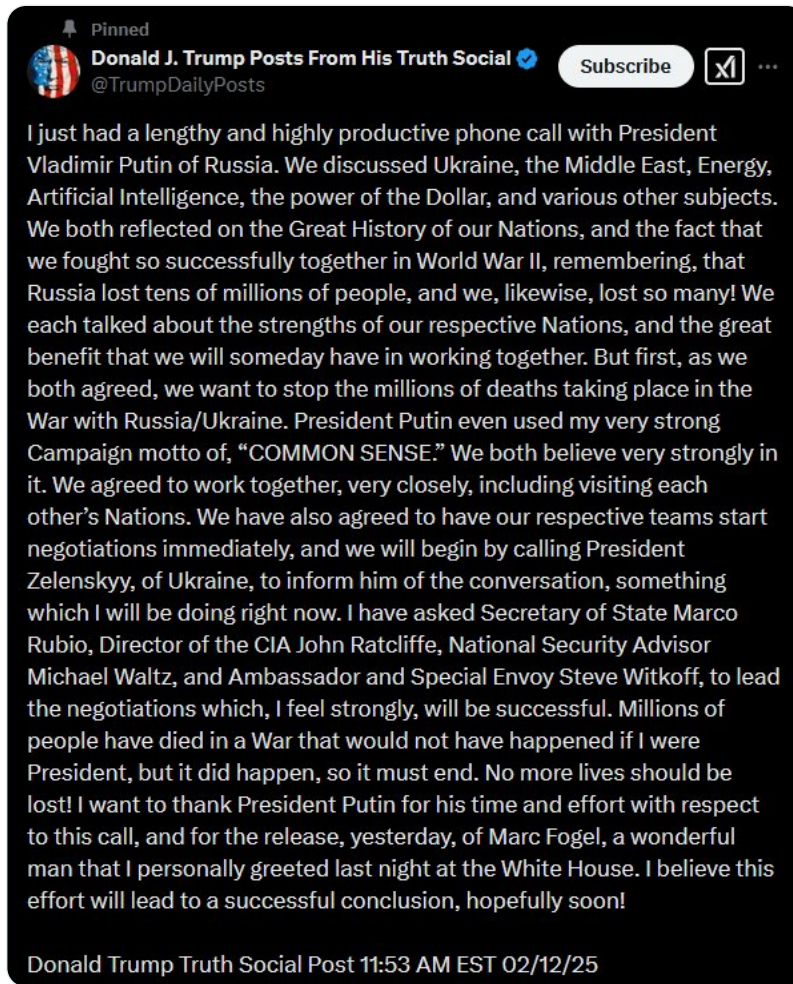 Pinned
Donald J. Trump Posts From His Truth Social
@TrumpDailyPosts
Subscribe
I just had a lengthy and highly productive phone call with President
Vladimir Putin of Russia. We discussed Ukraine, the Middle East, Energy,
Artificial Intelligence, the power of the Dollar, and various other subjects.
We both reflected on the Great History of our Nations, and the fact that
we fought so successfully together in World War II, remembering, that
Russia lost tens of millions of people, and we, likewise, lost so many! We
each talked about the strengths of our respective Nations, and the great
benefit that we will someday have in working together. But first, as we
both agreed, we want to stop the millions of deaths taking place in the
War with Russia/Ukraine. President Putin even used my very strong
Campaign motto of, “COMMON SENSE.” We both believe very strongly in
it. We agreed to work together, very closely, including visiting each
other’s Nations. We have also agreed to have our respective teams start
negotiations immediately, and we will begin by calling President
Zelenskyy, of Ukraine, to inform him of the conversation, something
which I will be doing right now. I have asked Secretary of State Marco
Rubio, Director of the CIA John Ratcliffe, National Security Advisor
Michael Waltz, and Ambassador and Special Envoy Steve Witkoff, to lead
the negotiations which, I feel strongly, will be successful. Millions of
people have died in a War that would not have happened if I were
President, but it did happen, so it must end. No more lives should be
lost! I want to thank President Putin for his time and effort with respect
to this call, and for the release, yesterday, of Marc Fogel, a wonderful
man that I personally greeted last night at the White House. I believe this
effort will lead to a successful conclusion, hopefully soon!
Donald Trump Truth Social Post 11:53 AM EST 02/12/25